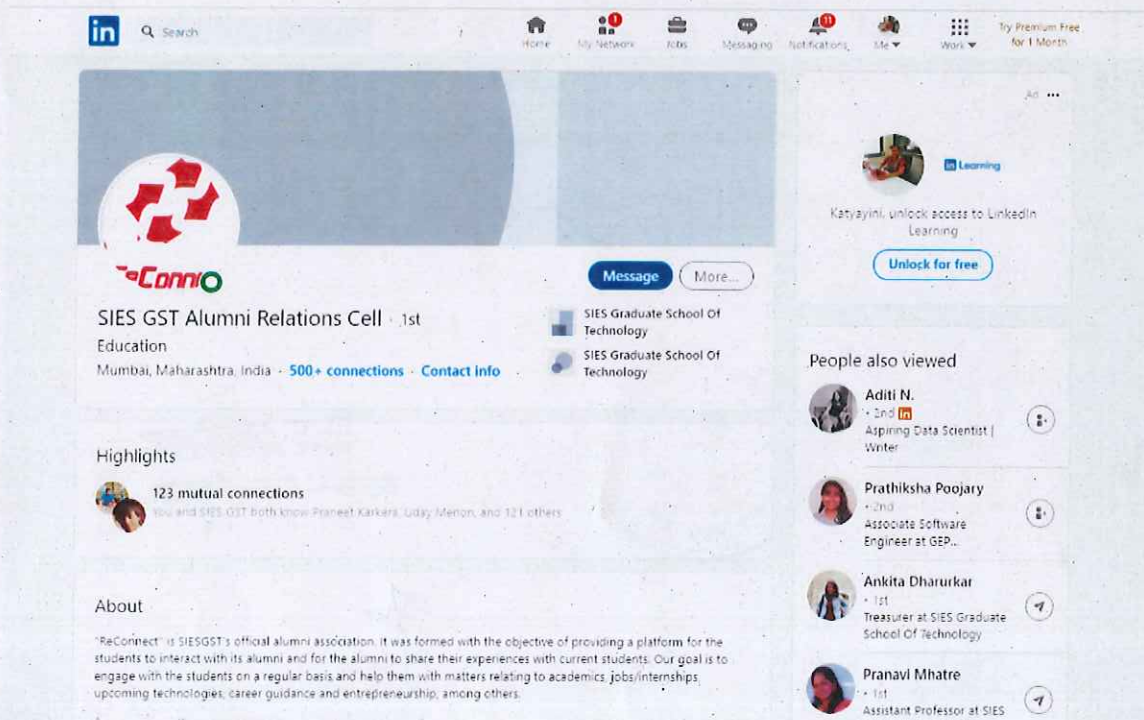 in Search
Home My Network Jobs Messaging Notifications Me Work Try Premium Free
for 1 Month
1
11
ReConn
Message More...
SIES GST Alumni Relations Cell · 1st
Education
Mumbai, Maharashtra, India · 500+ connections · Contact info
SIES Graduate School Of
Technology
SIES Graduate School Of
Technology
Highlights
123 mutual connections
You and SIES GST both know Praneet Karkera, Uday Menon, and 121 others
About
"ReConnect" is SIESGST's official alumni association. It was formed with the objective of providing a platform for the
students to interact with its alumni and for the alumni to share their experiences with current students. Our goal is to
engage with the students on a regular basis and help them with matters relating to academics, jobs/internships,
upcoming technologies, career guidance and entrepreneurship, among others.
Ad ...
in Learning
Katyayini, unlock access to LinkedIn
Learning
Unlock for free
People also viewed
Aditi N.
· 2nd in
Aspiring Data Scientist |
Writer
Prathiksha Poojary
· 2nd
Associate Software
Engineer at GEP...
Ankita Dharurkar
· 1st
Treasurer at SIES Graduate
School Of Technology
Pranavi Mhatre
· 1st
Assistant Professor at SIES